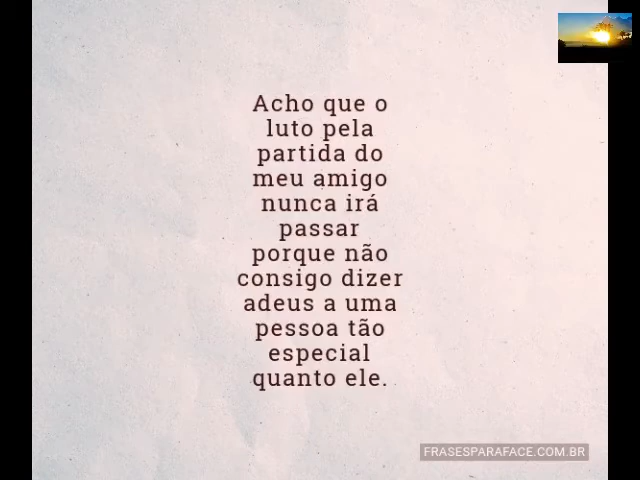 Acho que o
luto pela
partida do
meu amigo
nunca irá
passar
porque não
consigo dizer
adeus a uma
pessoa tão
especial
quanto ele.
FRASESPARAFACE.COM.BR